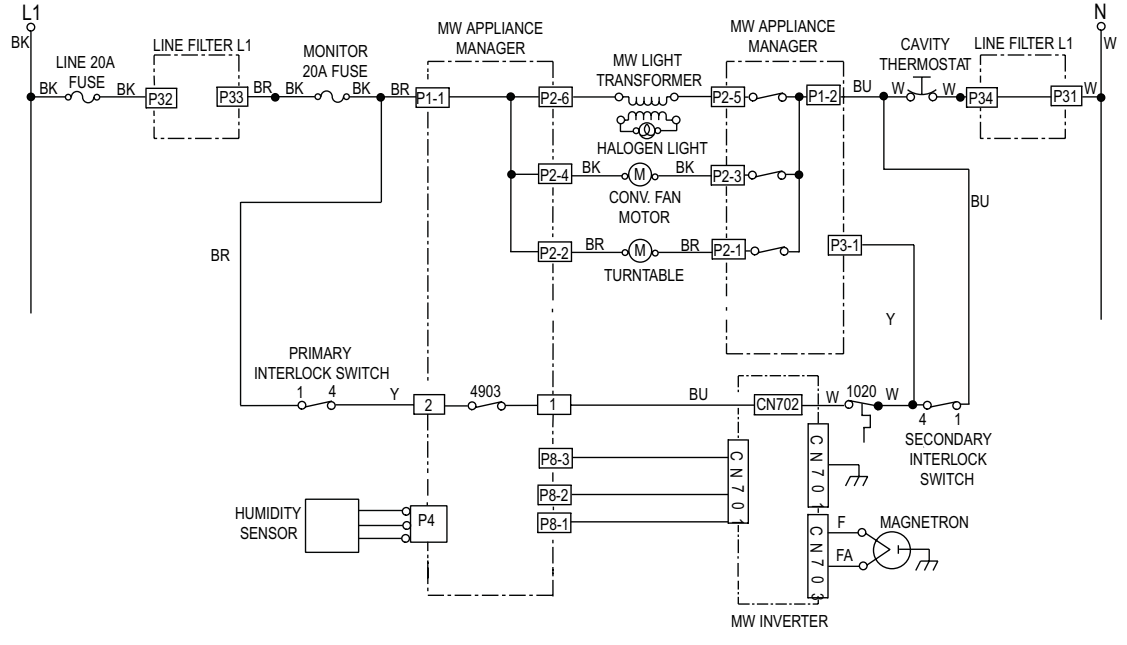 L1
N
BK
W
LINE 20A
FUSE
BK
BK
LINE FILTER L1
P32
P33
BR
BK
MONITOR
20A FUSE
BK
BR
MW APPLIANCE
MANAGER
P1-1
P2-6
MW LIGHT
TRANSFORMER
HALOGEN LIGHT
MW APPLIANCE
MANAGER
P2-5
P1-2
BU
CAVITY
THERMOSTAT
W
W
LINE FILTER L1
P34
P31
W
P2-4
BK
M
BK
P2-3
CONV. FAN
MOTOR
BU
BR
P2-2
BR
M
BR
P2-1
P3-1
TURNTABLE
Y
PRIMARY
INTERLOCK SWITCH
1
4
Y
2
4903
1
BU
CN702
W
1020
W
4
1
SECONDARY
INTERLOCK
SWITCH
P8-3
P8-2
P8-1
CN701
CN701
HUMIDITY
SENSOR
P4
CN703
F
FA
MAGNETRON
MW INVERTER